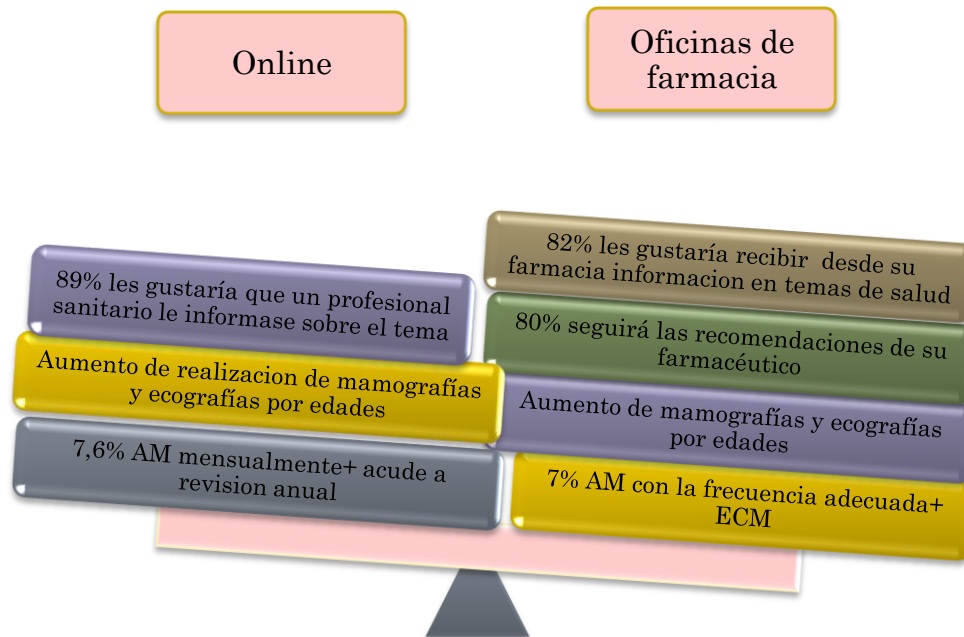 Online
Oficinas de
farmacia
89% les gustaría que un profesional
sanitario le informase sobre el tema
Aumento de realizacion de mamografías
y ecografías por edades
7,6% AM mensualmente+ acude a
revision anual
82% les gustaría recibir desde su
farmacia informacion en temas de salud
80% seguirá las recomendaciones de su
farmacéutico
Aumento de mamografías y ecografías
por edades
7% AM con la frecuencia adecuada+
ECM